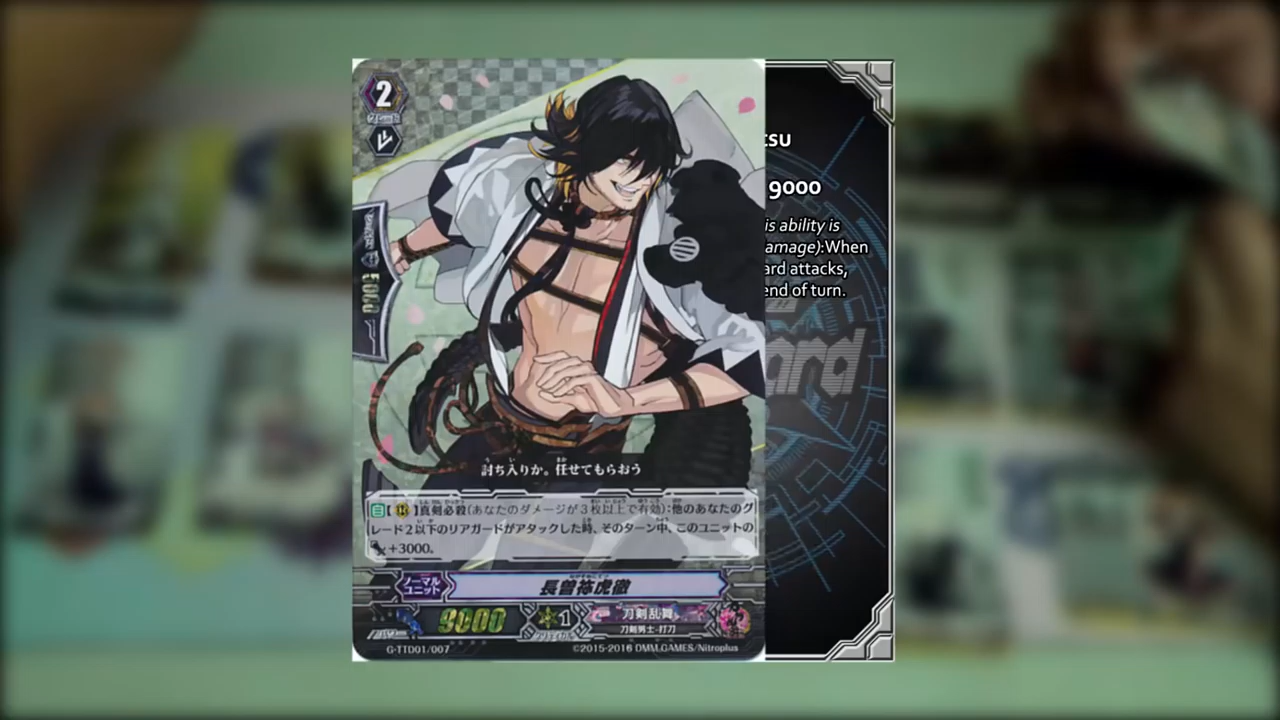 2
5000
討ち入りか。任せてもらおう
真剣必殺(あなたのダメージが3枚以上で有効):他のあなたのグ
レード2以下のリアガードがアタックした時、そのターン中、このユニットの
+3000。
ノーマル
ユニット
長曽祢虎徹
9000
1
刀剣乱舞
刀剣男士-打刀
G-TTD01/007
©2015-2016 DMM.GAMES/Nitroplus
tsu
9000
is ability is
amage):When
ard attacks,
end of turn.
ard